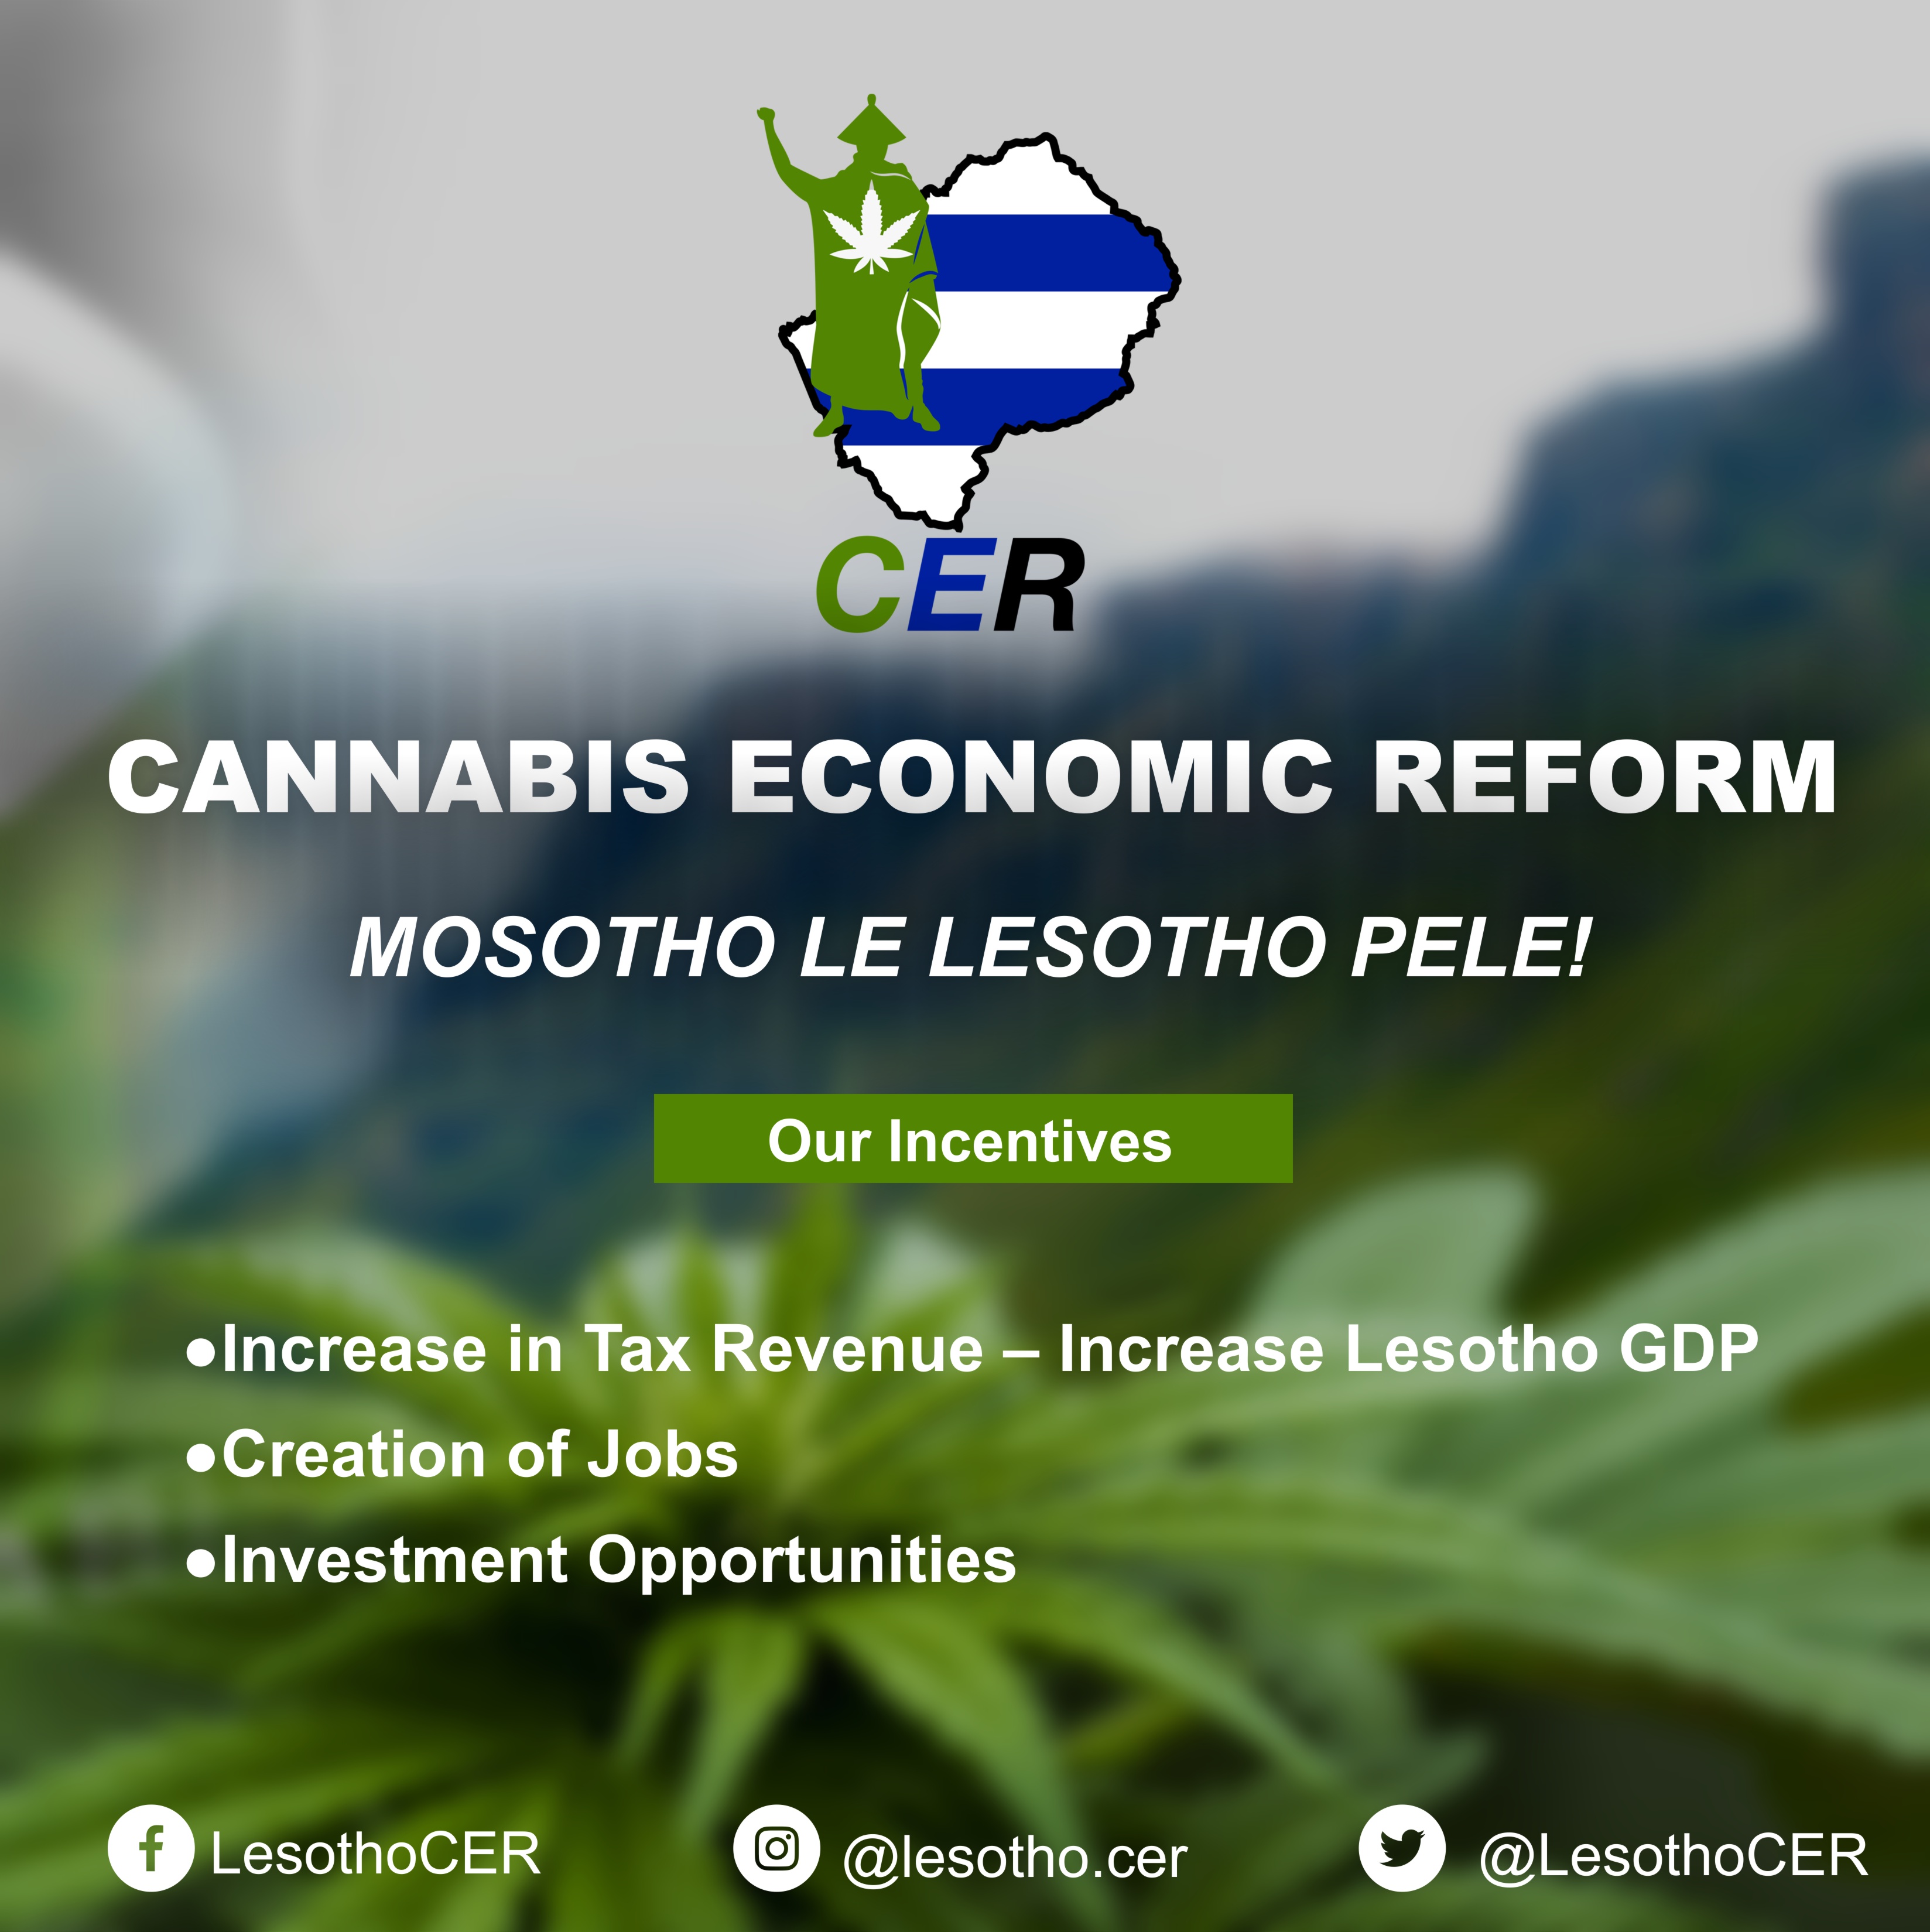 CER
CANNABIS ECONOMIC REFORM
MOSOTHO LE LESOTHO PELE!
Our Incentives
●Increase in Tax Revenue – Increase Lesotho GDP
●Creation of Jobs
●Investment Opportunities
LesothoCER
@lesotho.cer
@LesothoCER